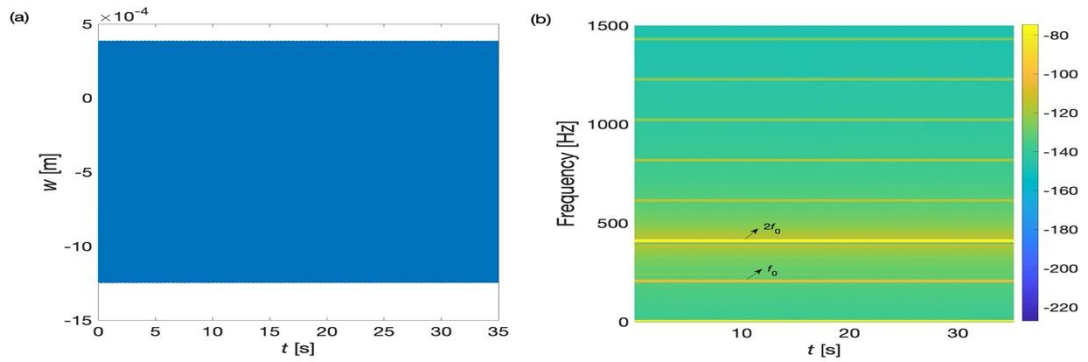 (a)
× 10⁻⁴
5
0
-5
-10
-15
w [m]
0 5 10 15 20 25 30 35
t [s]
(b)
1500
1000
500
0
Frequency [Hz]
2f₀
f₀
10 20 30
t [s]
-80
-100
-120
-140
-160
-180
-200
-220